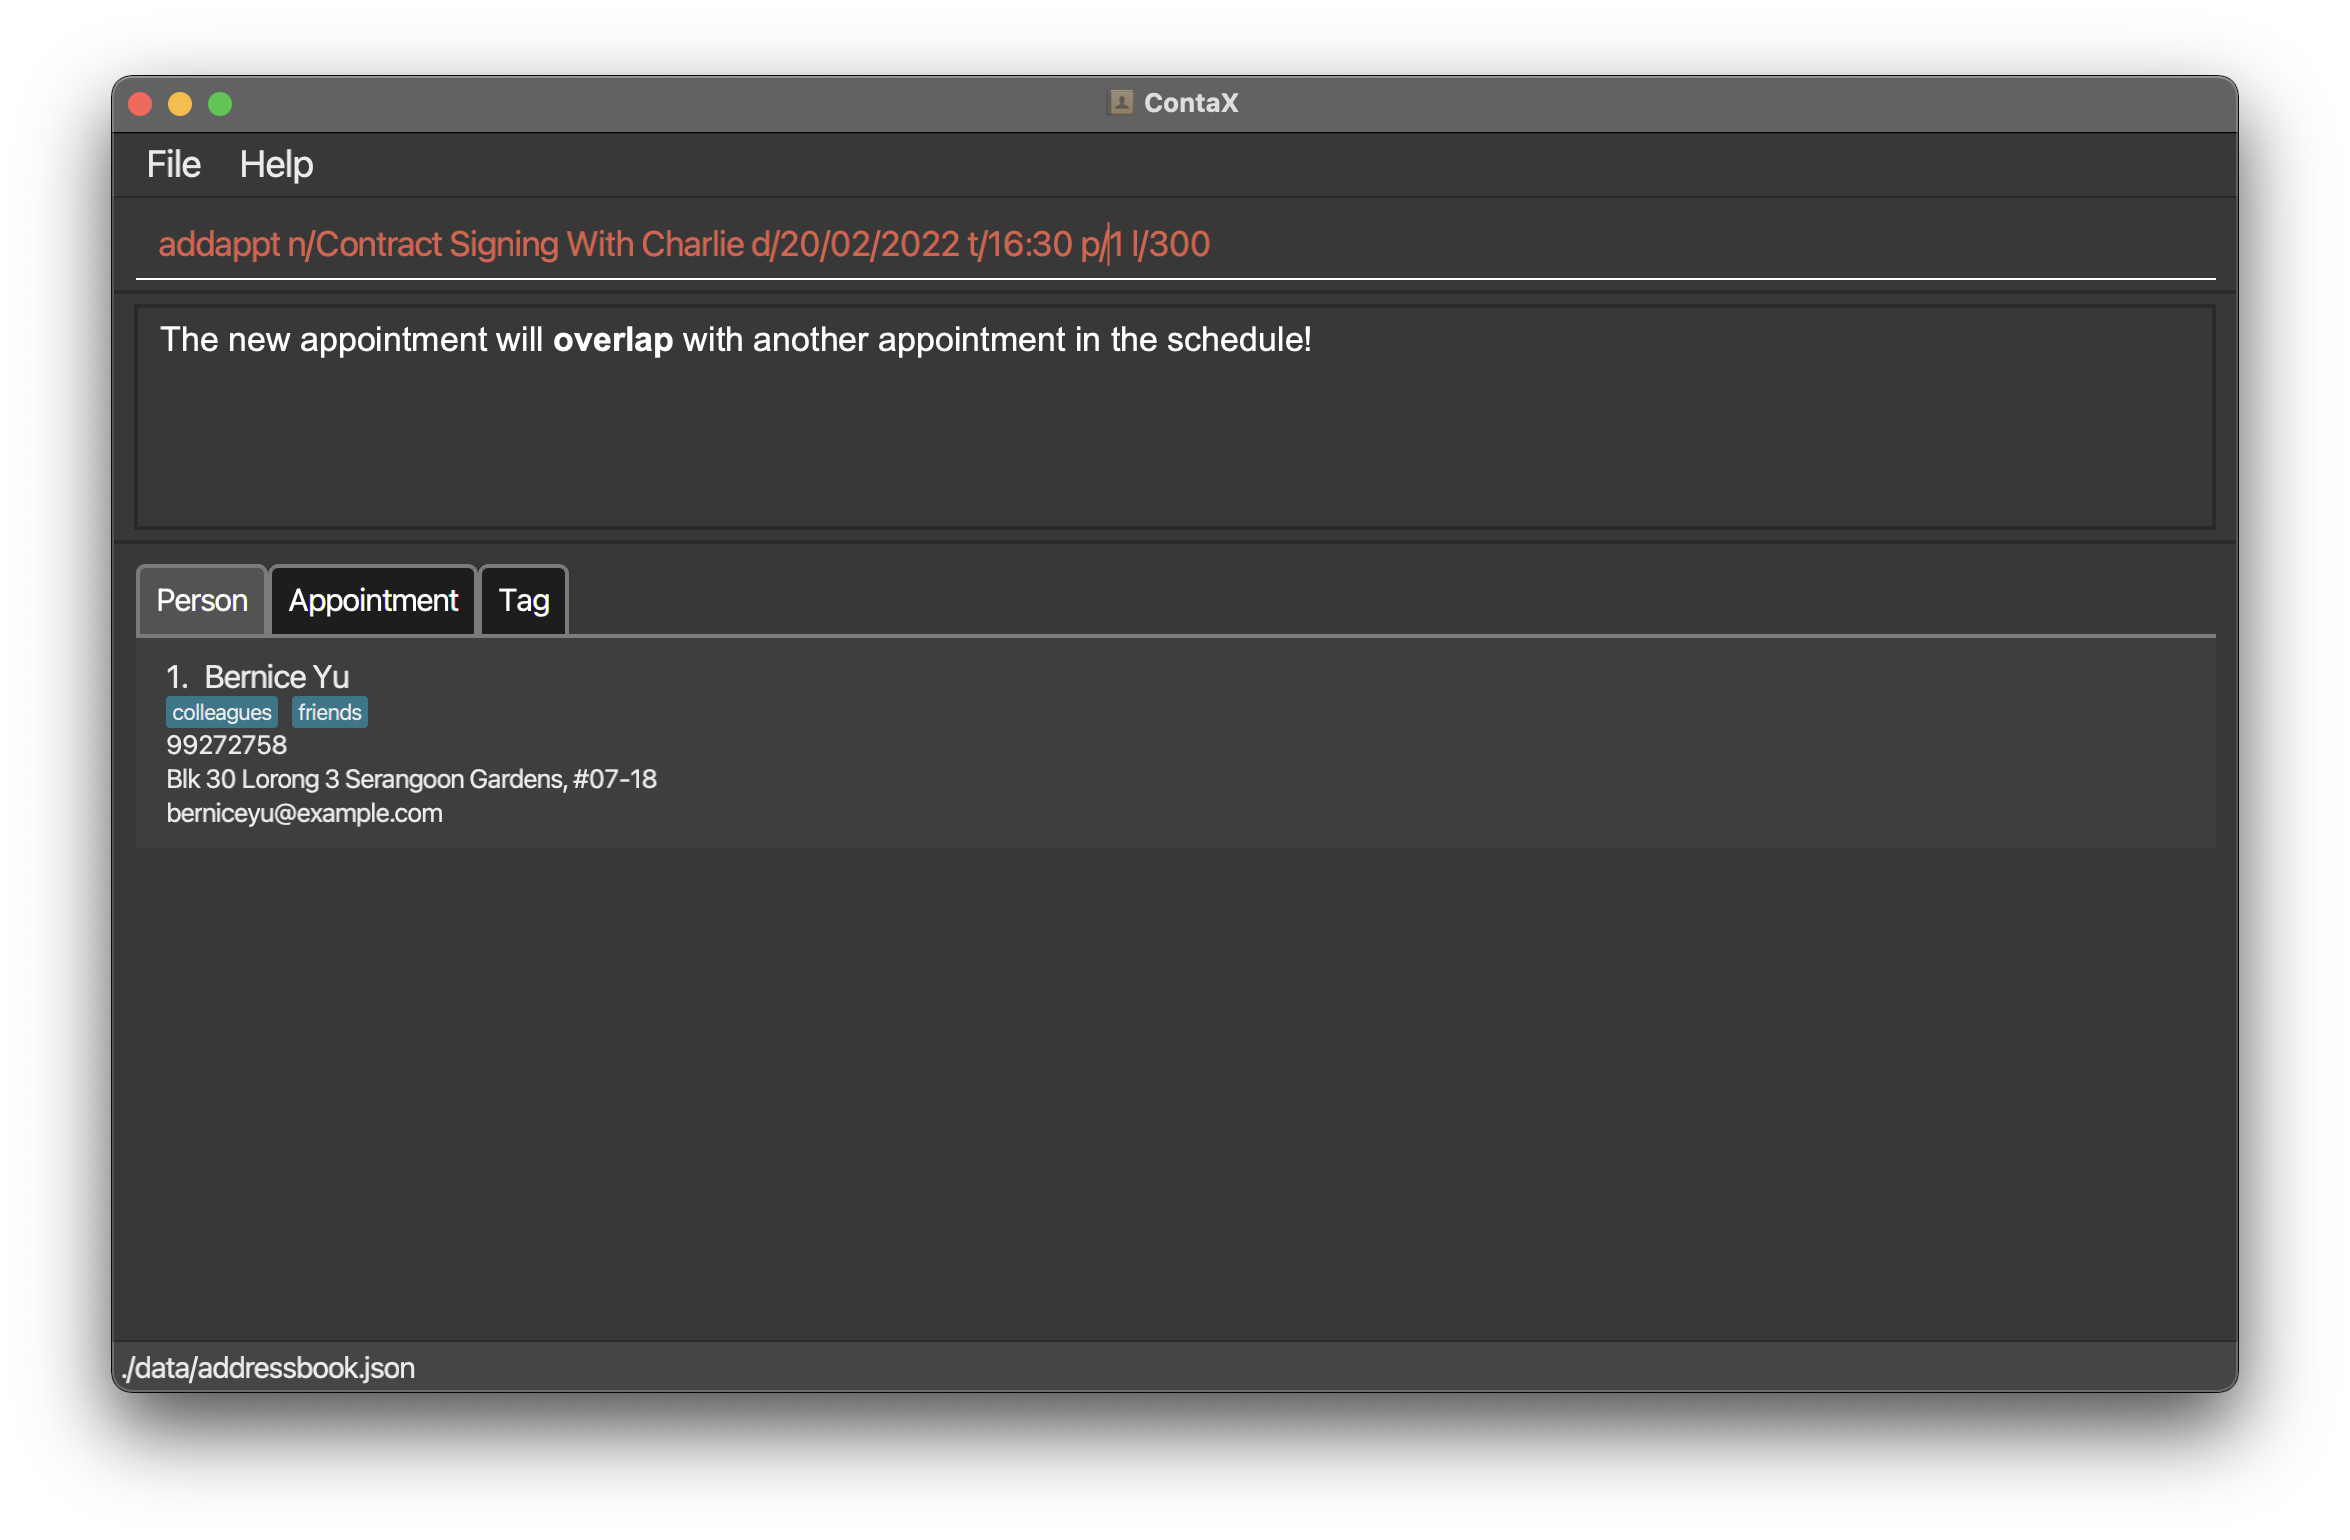 ContaX
File Help
addappt n/Contract Signing With Charlie d/20/02/2022 t/16:30 p/1 l/300
The new appointment will overlap with another appointment in the schedule!
Person Appointment Tag
1. Bernice Yu
colleagues friends
99272758
Blk 30 Lorong 3 Serangoon Gardens, #07-18
berniceyu@example.com
./data/addressbook.json